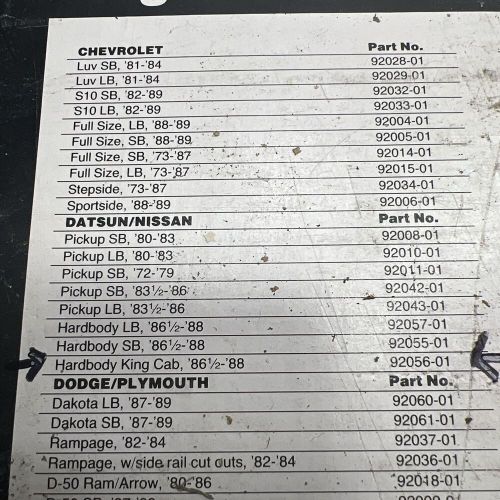 CHEVROLET Part No.
Luv SB, '81-'84 92028-01
Luv LB, '81-'84 92029-01
S10 SB, '82-'89 92032-01
S10 LB, '82-'89 92033-01
Full Size, LB, '88-'89 92004-01
Full Size, SB, '88-'89 92005-01
Full Size, SB, '73-'87 92014-01
Full Size, LB, '73-'87 92015-01
Stepside, '73-'87 92034-01
Sportside, '88-'89 92006-01
DATSUN/NISSAN Part No.
Pickup SB, '80-'83 92008-01
Pickup LB, '80-'83 92010-01
Pickup SB, '72-'79 92011-01
Pickup SB, '83½-'86 92042-01
Pickup LB, '83½-'86 92043-01
Hardbody LB, '86½-'88 92057-01
Hardbody SB, '86½-'88 92055-01
Hardbody King Cab, '86½-'88 92056-01
DODGE/PLYMOUTH Part No.
Dakota LB, '87-'89 92060-01
Dakota SB, '87-'89 92061-01
Rampage, '82-'84 92037-01
Rampage, w/side rail cut outs, '82-'84 92036-01
D-50 Ram/Arrow, '80-'86 92018-01